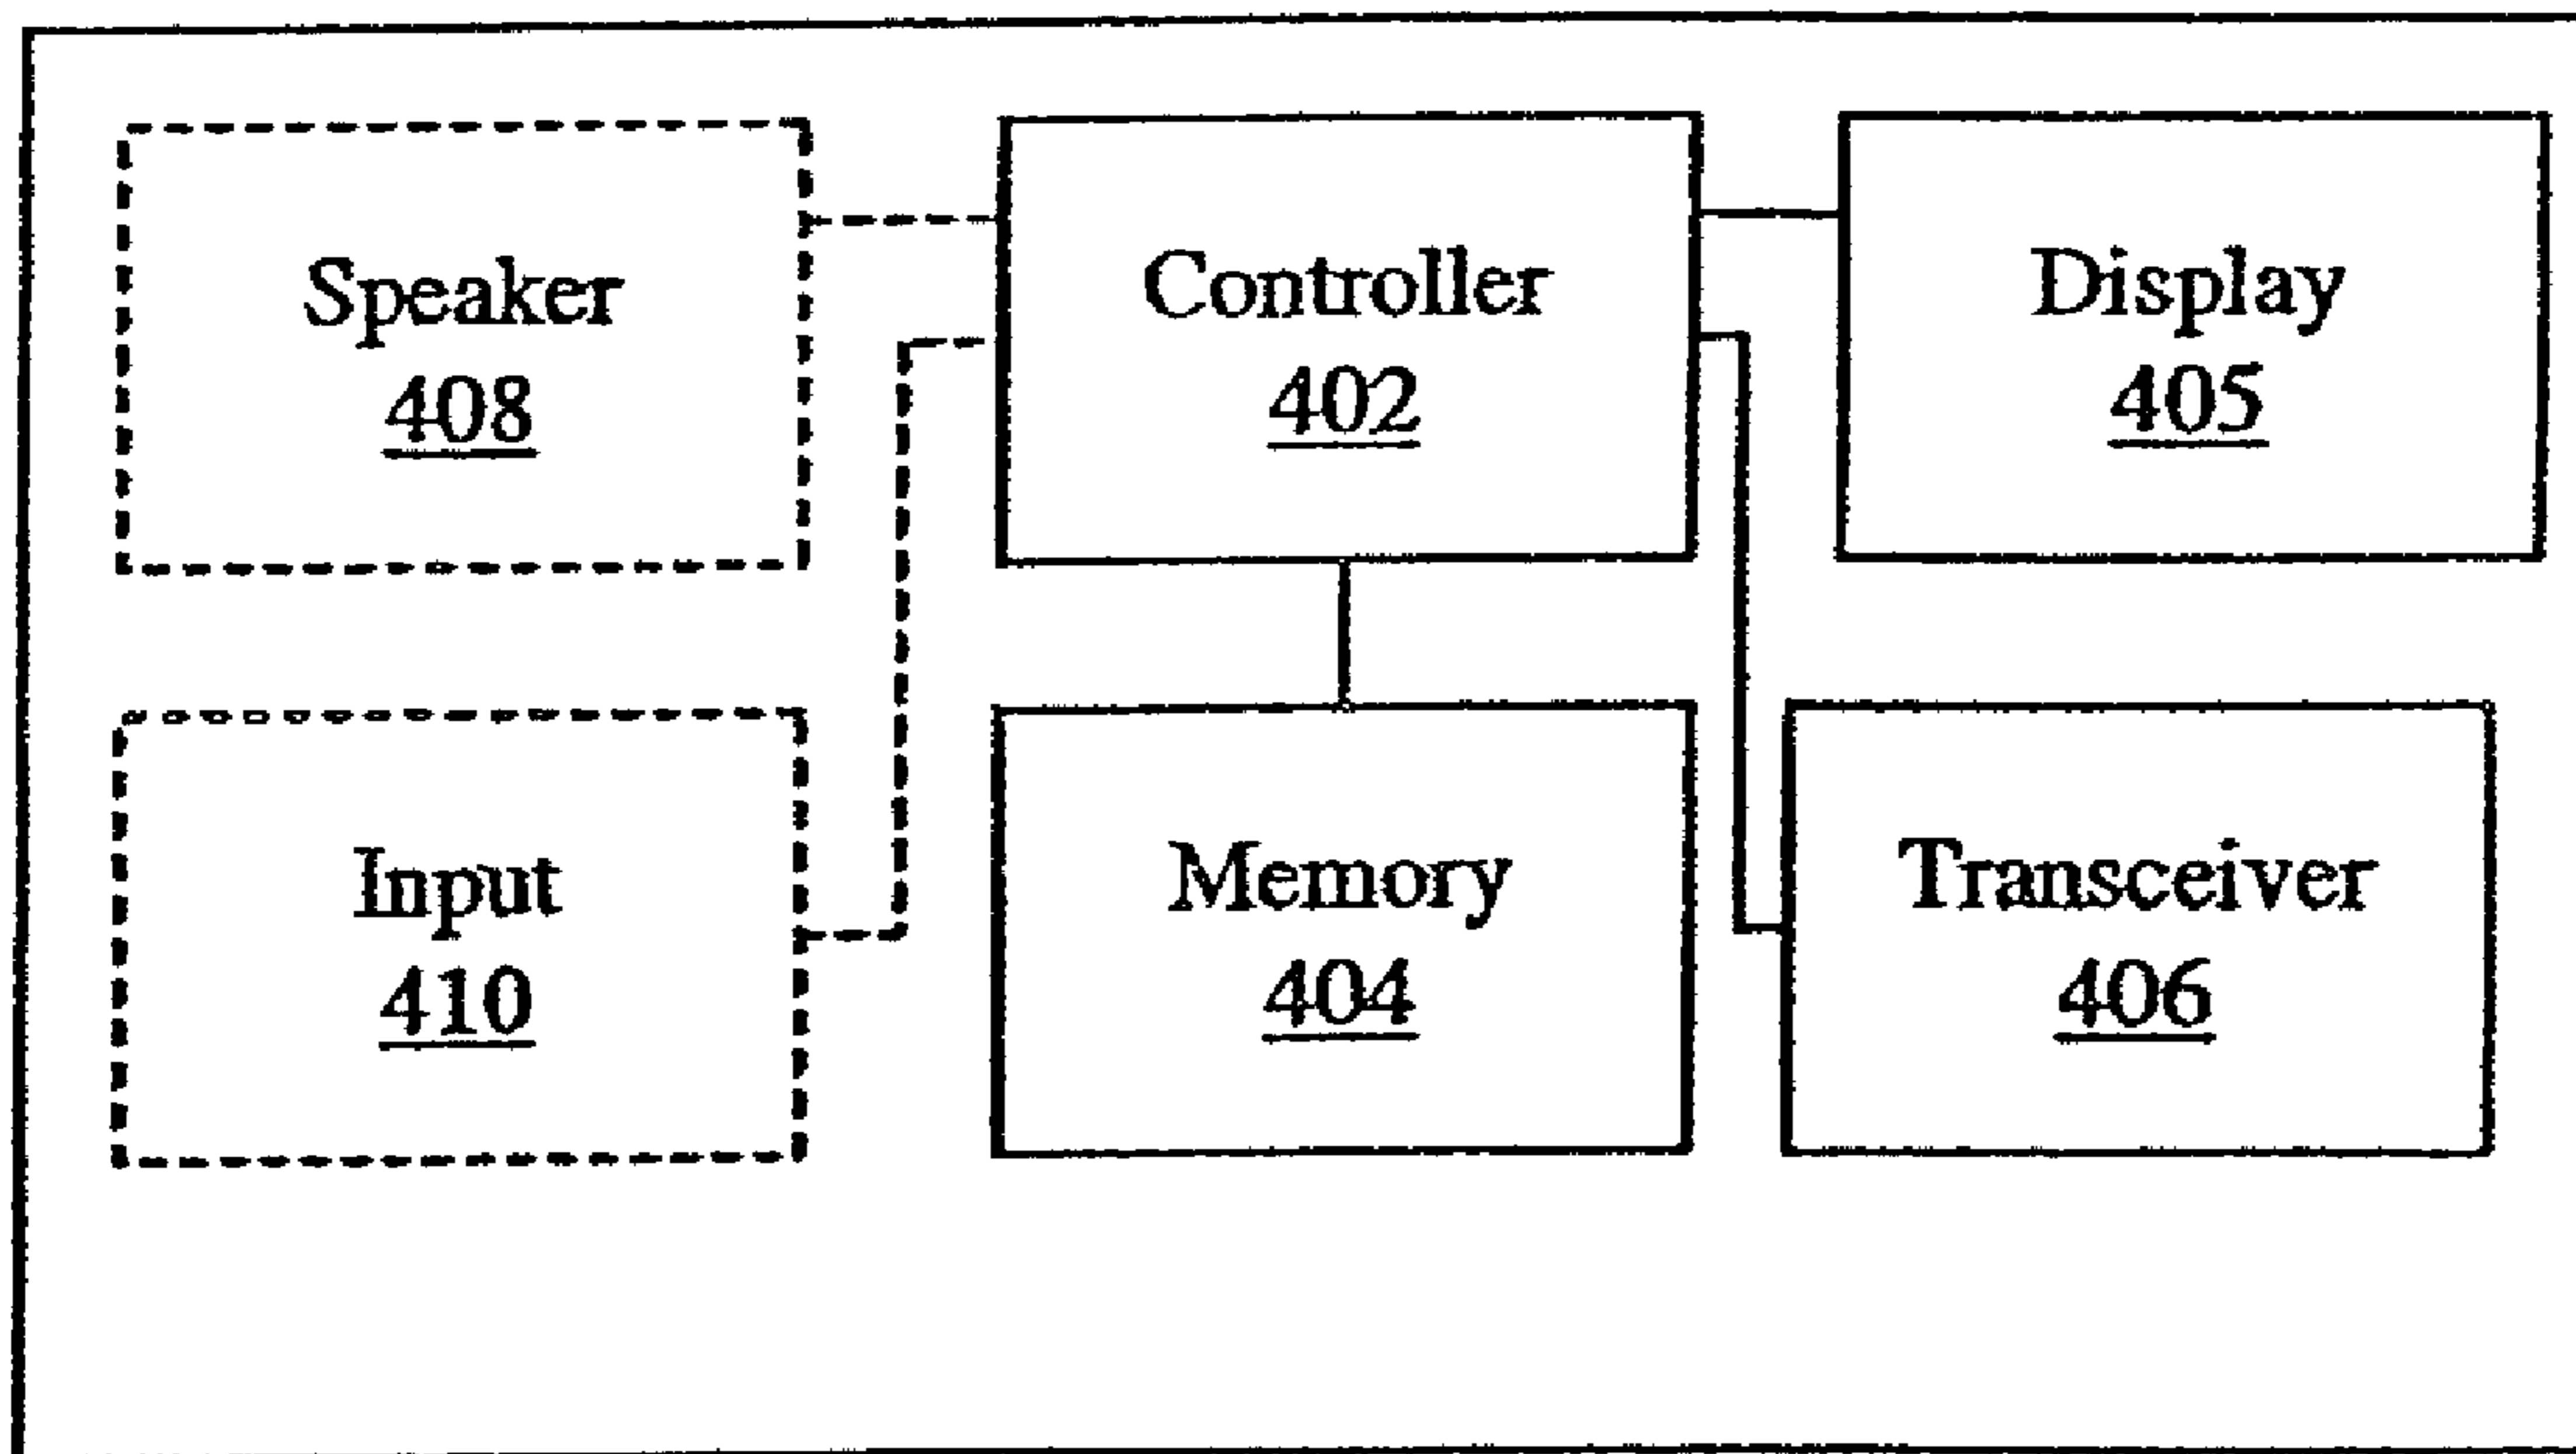 Speaker
408
Controller
402
Display
405
Input
410
Memory
404
Transceiver
406